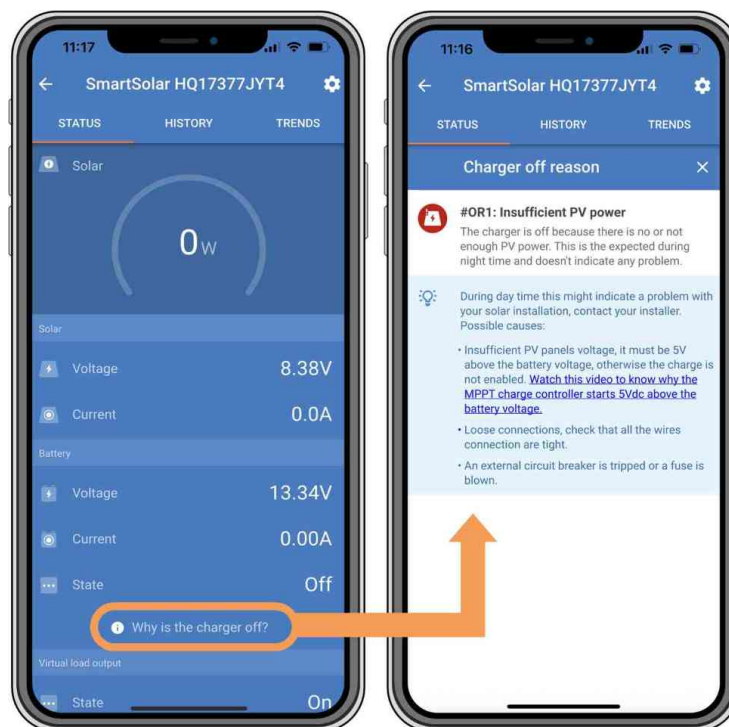 11:17
SmartSolar HQ17377JYT4
STATUS HISTORY TRENDS
Solar
0W
Solar
Voltage 8.38V
Current 0.0A
Battery
Voltage 13.34V
Current 0.00A
State Off
Why is the charger off?
Virtual load output
State On
11:16
SmartSolar HQ17377JYT4
STATUS HISTORY TRENDS
Charger off reason
#OR1: Insufficient PV power
The charger is off because there is no or not
enough PV power. This is the expected during
night time and doesn't indicate any problem.
During day time this might indicate a problem with
your solar installation, contact your installer.
Possible causes:
• Insufficient PV panels voltage, it must be 5V
above the battery voltage, otherwise the charge is
not enabled. Watch this video to know why the
MPPT charge controller starts 5Vdc above the
battery voltage.
• Loose connections, check that all the wires
connection are tight.
• An external circuit breaker is tripped or a fuse is
blown.